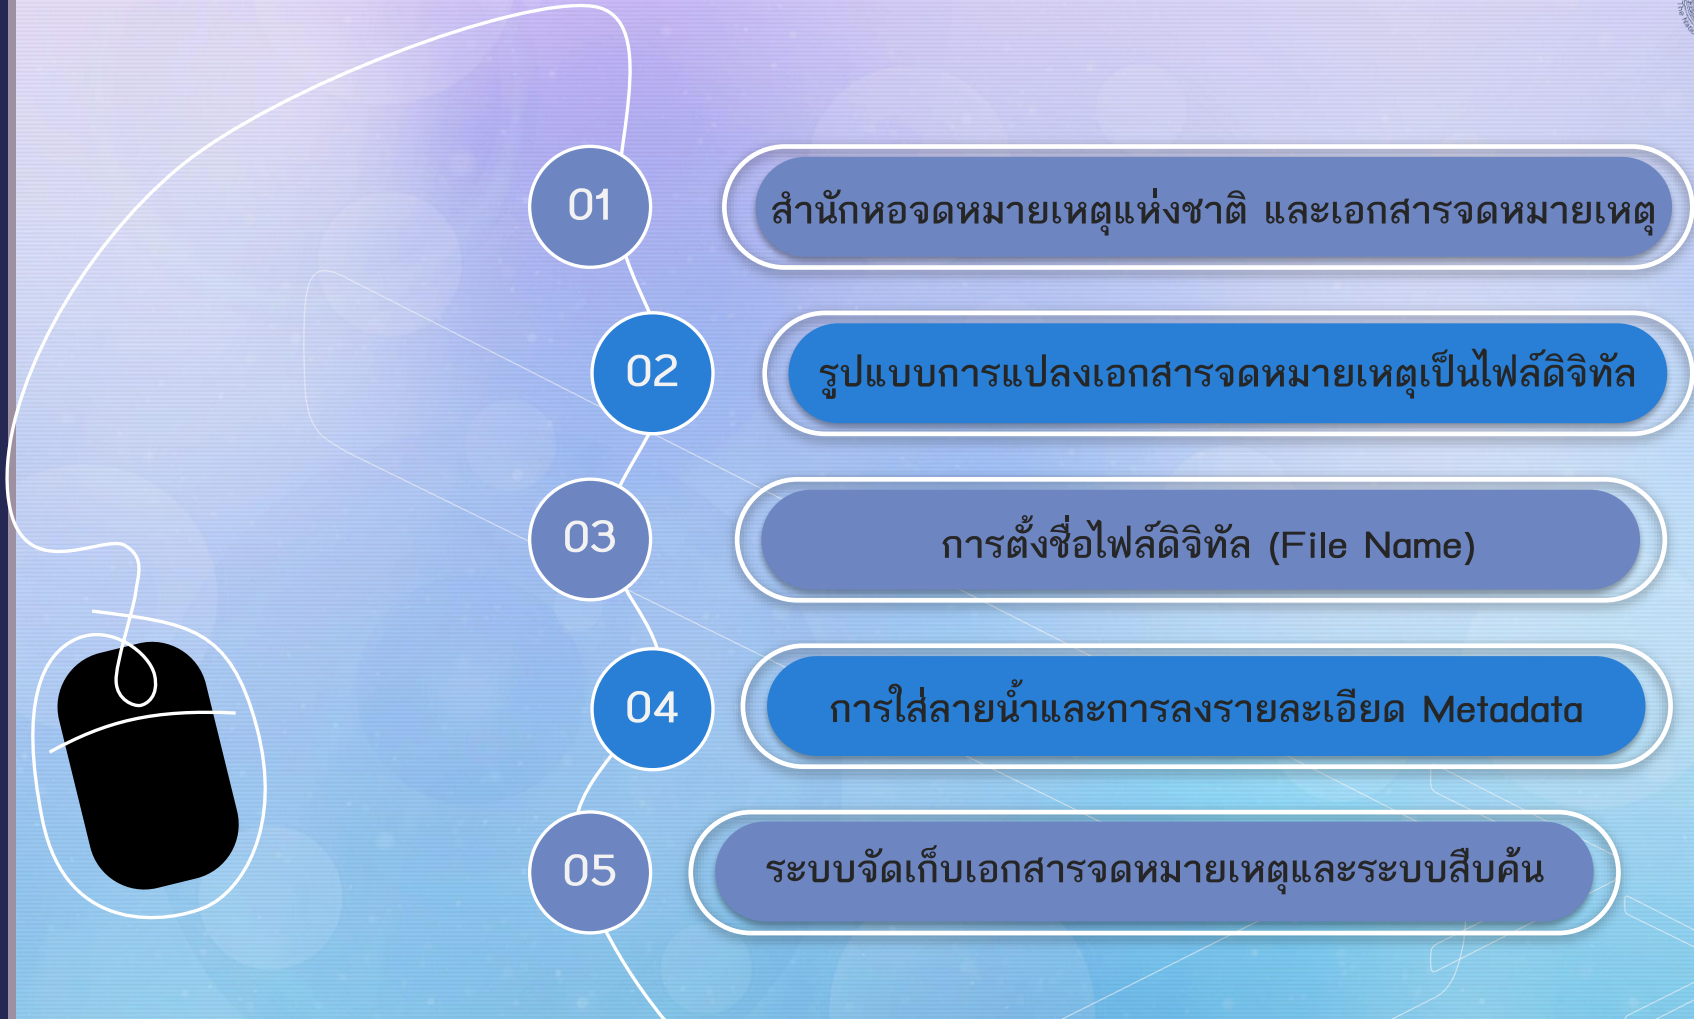 01
สำนักหอจดหมายเหตุแห่งชาติ และเอกสารจดหมายเหตุ
02
รูปแบบการแปลงเอกสารจดหมายเหตุเป็นไฟล์ดิจิทัล
03
การตั้งชื่อไฟล์ดิจิทัล (File Name)
04
การใส่ลายน้ำและการลงรายละเอียด Metadata
05
ระบบจัดเก็บเอกสารจดหมายเหตุและระบบสืบค้น